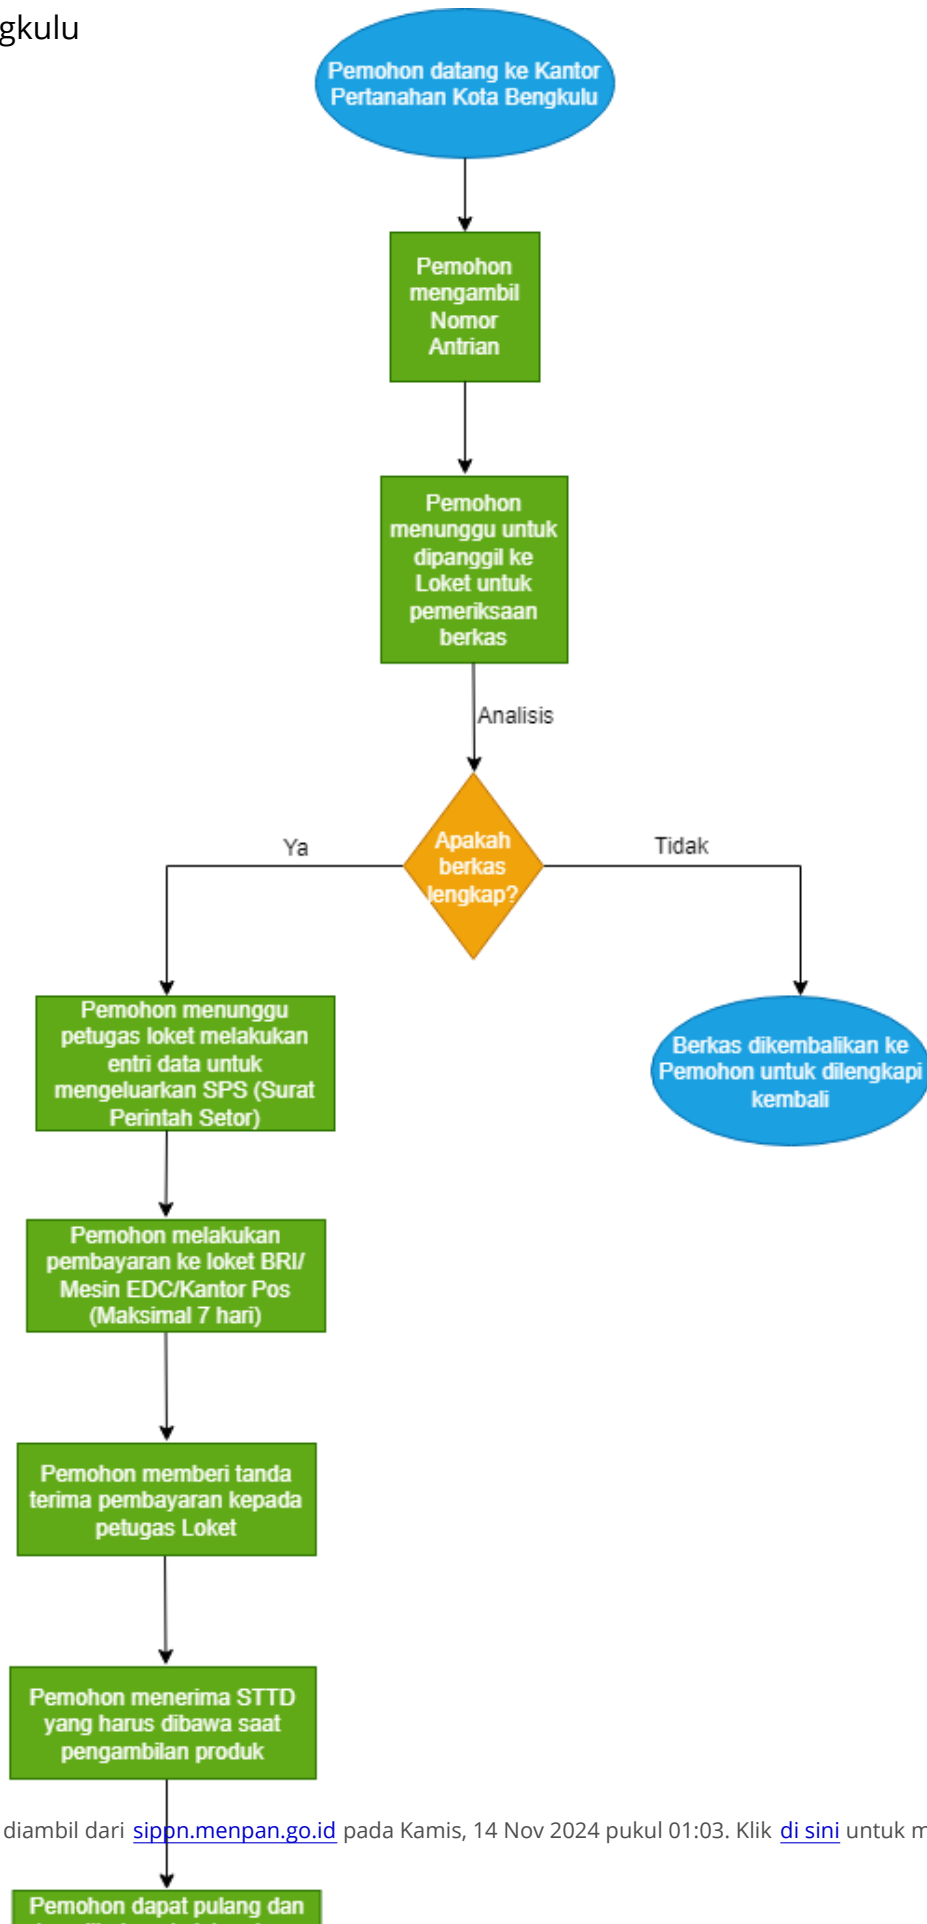 gkulu
Pemohon datang ke Kantor
Pertanahan Kota Bengkulu
Pemohon
mengambil
Nomor
Antrian
Pemohon
menunggu untuk
dipanggil ke
Loket untuk
pemeriksaan
berkas
Analisis
Apakah
berkas
lengkap?
Ya
Tidak
Pemohon menunggu
petugas loket melakukan
entri data untuk
mengeluarkan SPS (Surat
Perintah Setor)
Berkas dikembalikan ke
Pemohon untuk dilengkapi
kembali
Pemohon melakukan
pembayaran ke loket BRI/
Mesin EDC/Kantor Pos
(Maksimal 7 hari)
Pemohon memberi tanda
terima pembayaran kepada
petugas Loket
Pemohon menerima STTD
yang harus dibawa saat
pengambilan produk
diambil dari sippn.menpan.go.id pada Kamis, 14 Nov 2024 pukul 01:03. Klik di sini untuk m
Pemohon dapat pulang dan